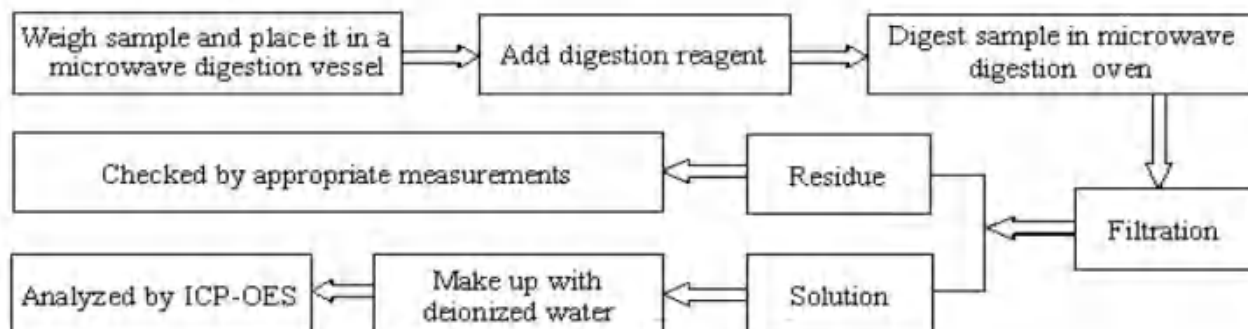 Weigh sample and place it in a
microwave digestion vessel
Add digestion reagent
Digest sample in microwave
digestion oven
Filtration
Residue
Checked by appropriate measurements
Solution
Make up with
deionized water
Analyzed by ICP-OES